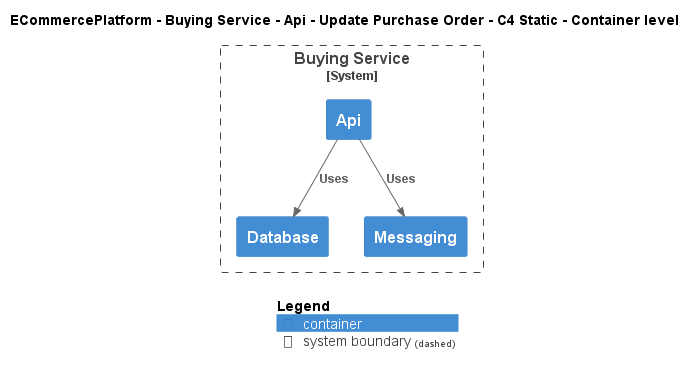 ECommercePlatform - Buying Service - Api - Update Purchase Order - C4 Static - Container level
Buying Service
[System]
Api
Uses
Uses
Database
Messaging
Legend
container
system boundary (dashed)